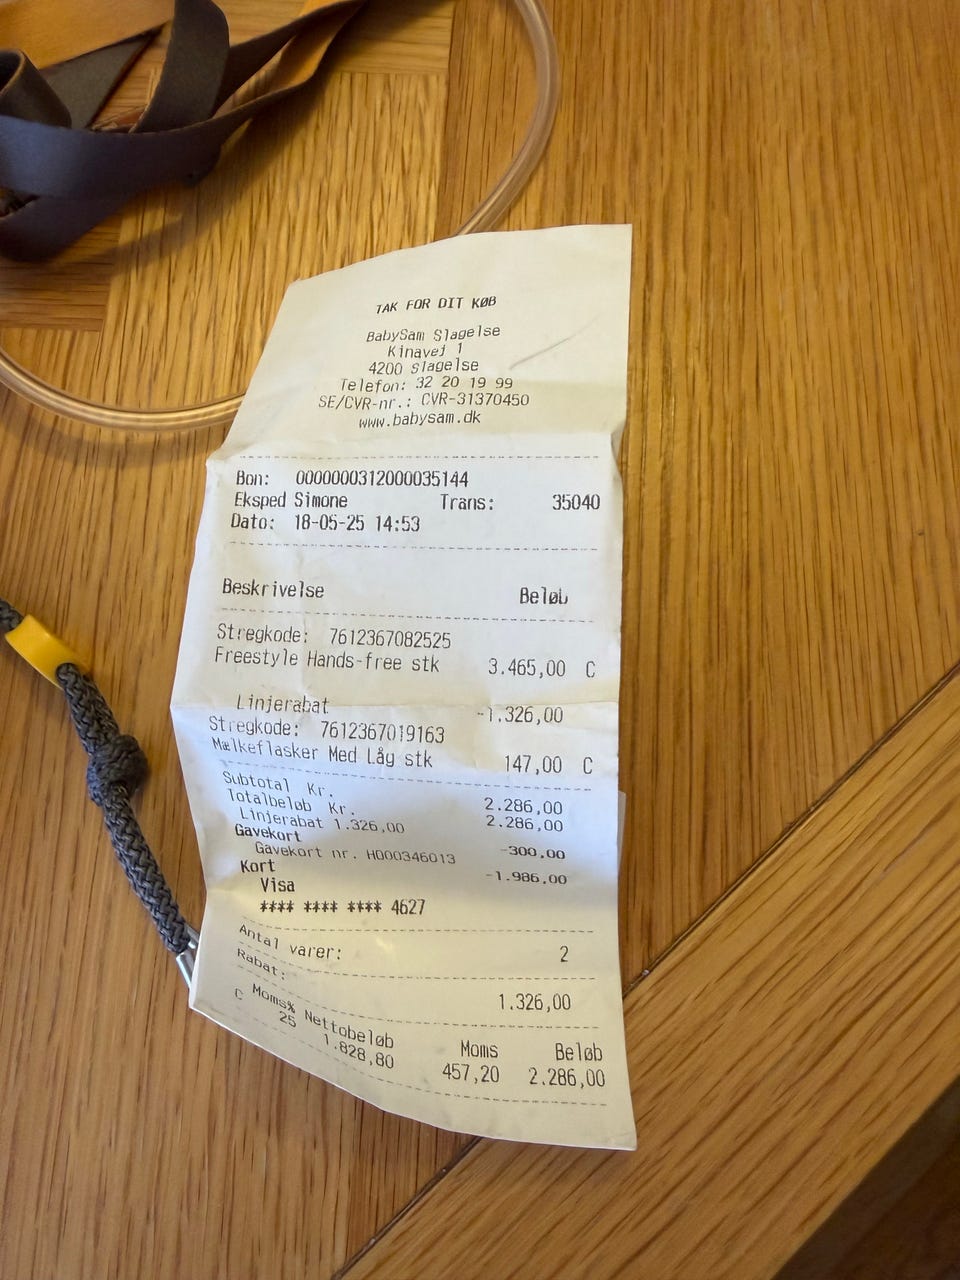 TAK FOR DIT KØB
BabySam Slagelse
Kinavej 1
4200 slagelse
Telefon: 32 20 19 99
SE/CVR-nr.: CVR-31370450
www.babysam.dk
Bon: 0000000312000035144
Eksped Simone Trans: 35040
Dato: 18-05-25 14:53
Beskrivelse Beløb
Stregkode: 7612367082525
Freestyle Hands-free stk 3.465,00 C
Linjerabat -1.326,00
Stregkode: 7612367019163
Mælkeflasker Med Låg stk 147,00 C
Subtotal Kr. 2.286,00
Totalbeløb Kr. 2.286,00
Linjerabat 1.326,00
Gavekort -300,00
Gavekort nr. H000346013
Kort -1.986,00
Visa
**** **** **** 4627
Antal varer: 2
Rabat: 1.326,00
Moms% Nettobeløb Moms Beløb
C 25 1.828,80 457,20 2.286,00